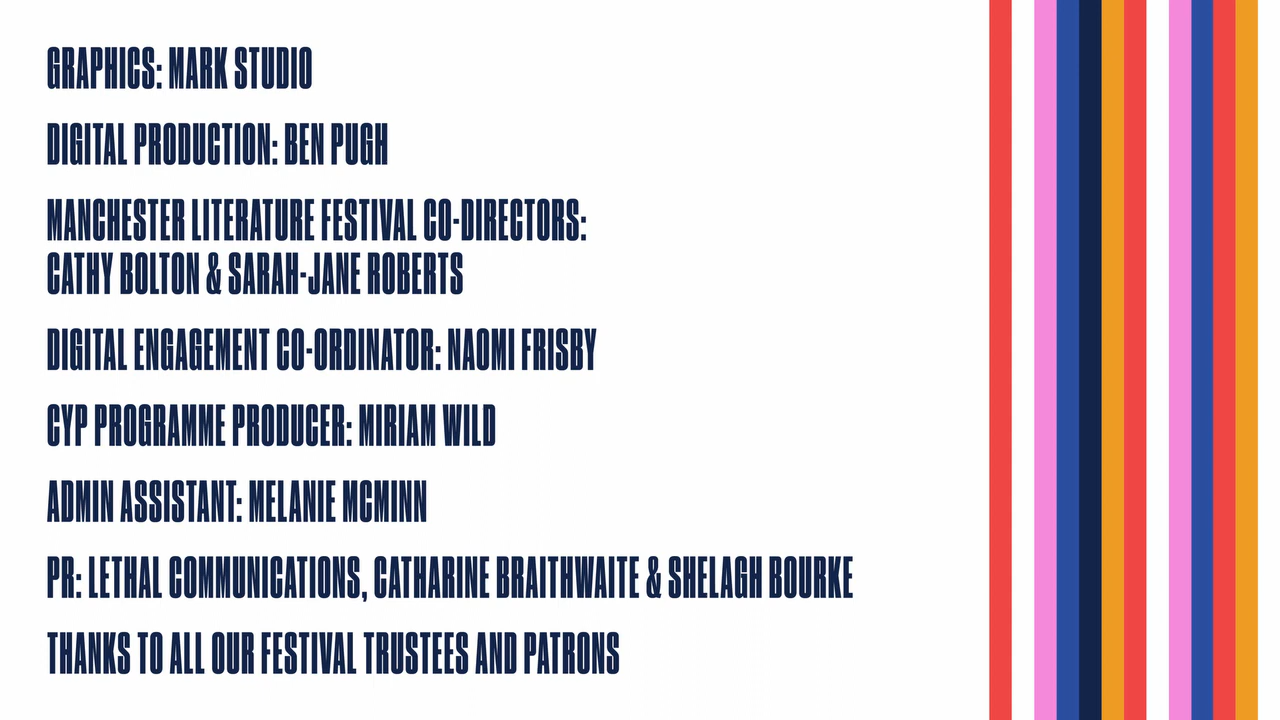 GRAPHICS: MARK STUDIO
DIGITAL PRODUCTION: BEN PUGH
MANCHESTER LITERATURE FESTIVAL CO-DIRECTORS:
CATHY BOLTON & SARAH-JANE ROBERTS
DIGITAL ENGAGEMENT CO-ORDINATOR: NAOMI FRISBY
CYP PROGRAMME PRODUCER: MIRIAM WILD
ADMIN ASSISTANT: MELANIE MCMINN
PR: LETHAL COMMUNICATIONS, CATHARINE BRAITHWAITE & SHELAGH BOURKE
THANKS TO ALL OUR FESTIVAL TRUSTEES AND PATRONS